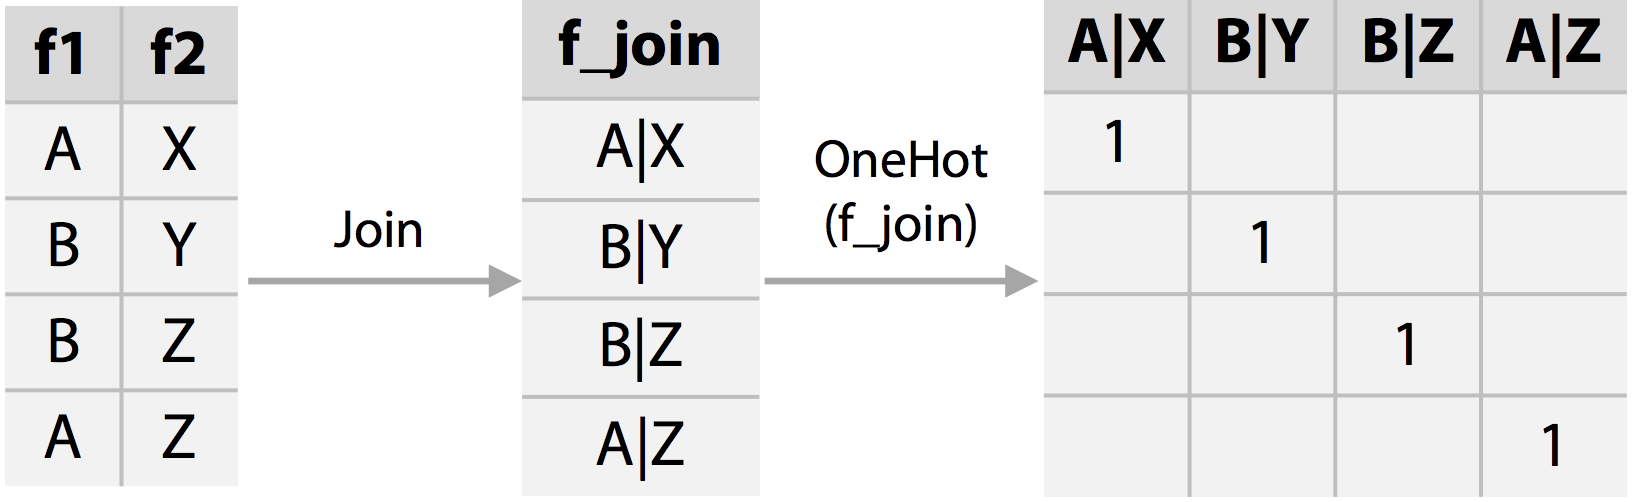 f1 f2
A X
B Y
B Z
A Z
Join
f_join
A|X
B|Y
B|Z
A|Z
OneHot
(f_join)
A|X B|Y B|Z A|Z
1
1
1
1